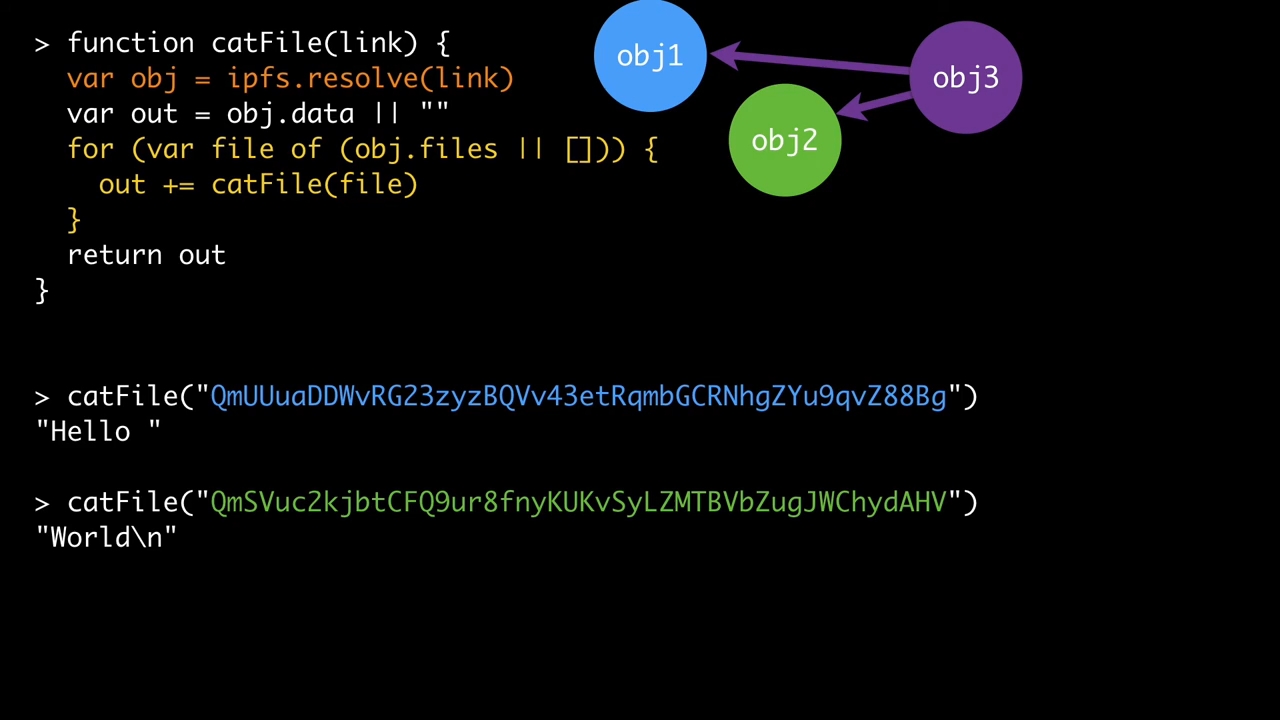 > function catFile(link) {
var obj = ipfs.resolve(link)
var out = obj.data || ""
for (var file of (obj.files || [])) {
out += catFile(file)
}
return out
}
obj1
obj2
obj3
> catFile("QmUUuaDDWvRG23zyzBQVv43etRqmbGCRNhgZYu9qvZ88Bg")
"Hello "
> catFile("QmSVuc2kjbtCFQ9ur8fnyKUKvSyLZMTBVbZugJWChydAHV")
"World\n"